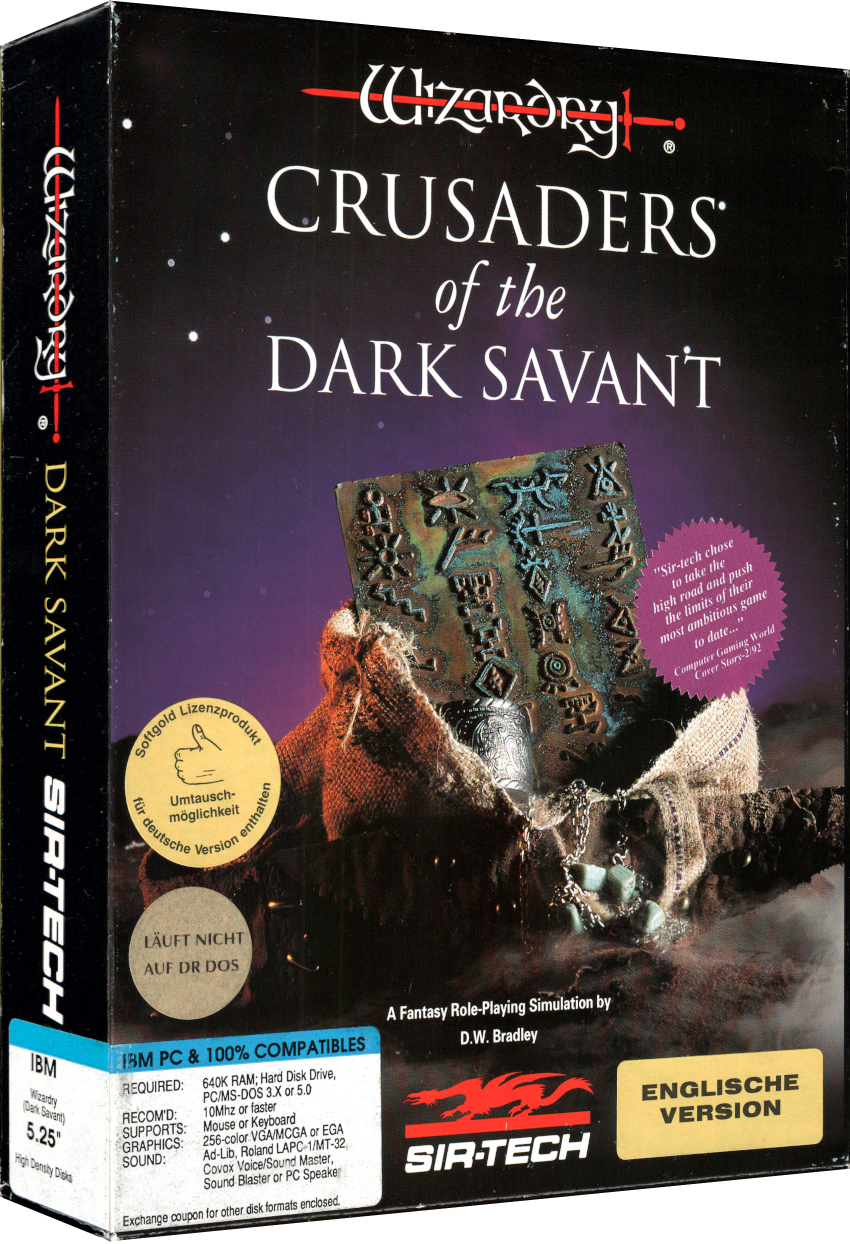 Wizardry®
CRUSADERS
of the
DARK SAVANT
"Sir-tech chose
to take the
high road and push
the limits of their
most ambitious game
to date..."
Computer Gaming World
Cover Story-2/92
Softgold Lizenzprodukt
Umtausch-
möglichkeit
für deutsche Version enthalten
LÄUFT NICHT
AUF DR DOS
A Fantasy Role-Playing Simulation by
D.W. Bradley
IBM PC & 100% COMPATIBLES
REQUIRED: 640K RAM; Hard Disk Drive,
PC/MS-DOS 3.X or 5.0
RECOM'D: 10Mhz or faster
SUPPORTS: Mouse or Keyboard
GRAPHICS: 256-color VGA/MCGA or EGA
SOUND: Ad-Lib, Roland LAPC-1/MT-32,
Covox Voice/Sound Master,
Sound Blaster or PC Speaker
Exchange coupon for other disk formats enclosed.
SIR-TECH
ENGLISCHE
VERSION
Wizardry® DARK SAVANT SIR-TECH
IBM
Wizardry
(Dark Savant)
5.25"
High Density Disks